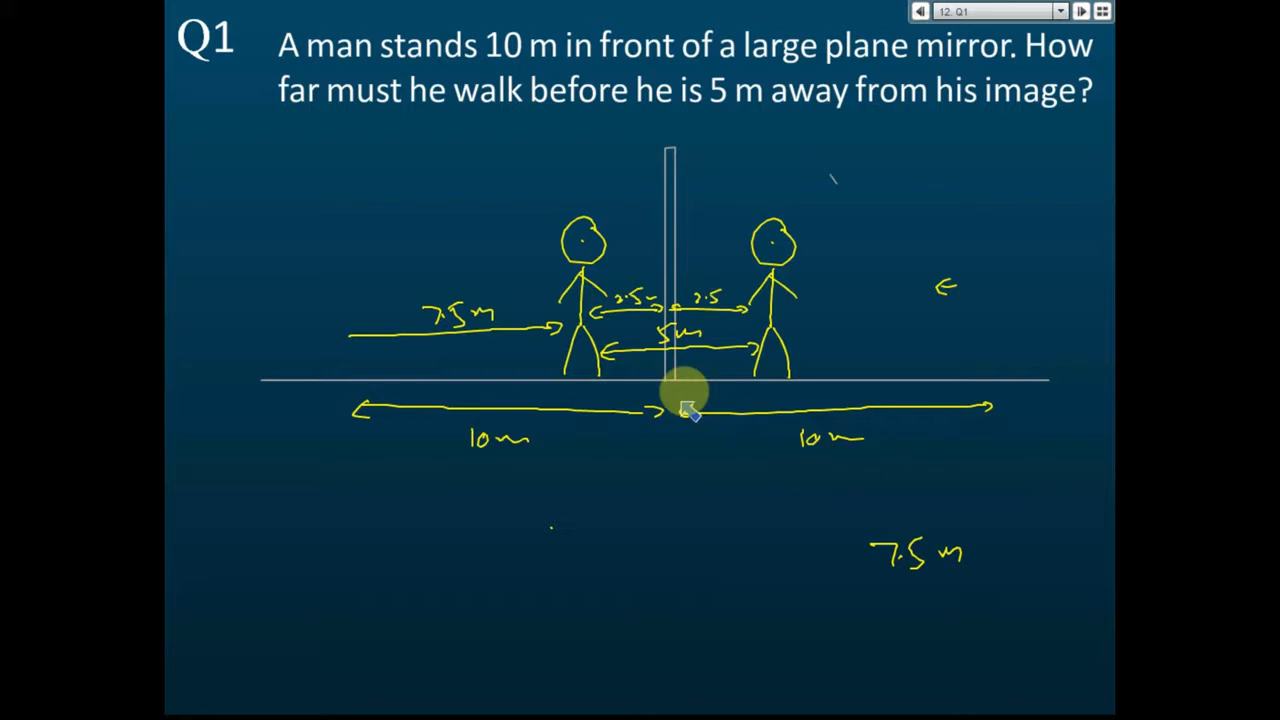 12. Q1
Q1
A man stands 10 m in front of a large plane mirror. How
far must he walk before he is 5 m away from his image?
7.5 m
2.5 m
2.5
5m
10m
10m
7.5 m